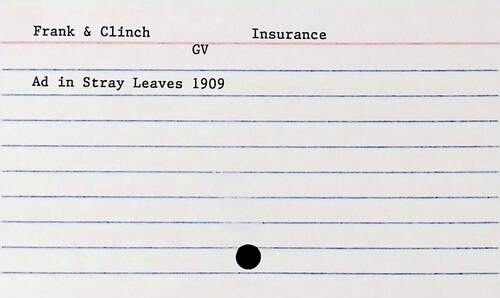 Frank & Clinch Insurance
GV
Ad in Stray Leaves 1909